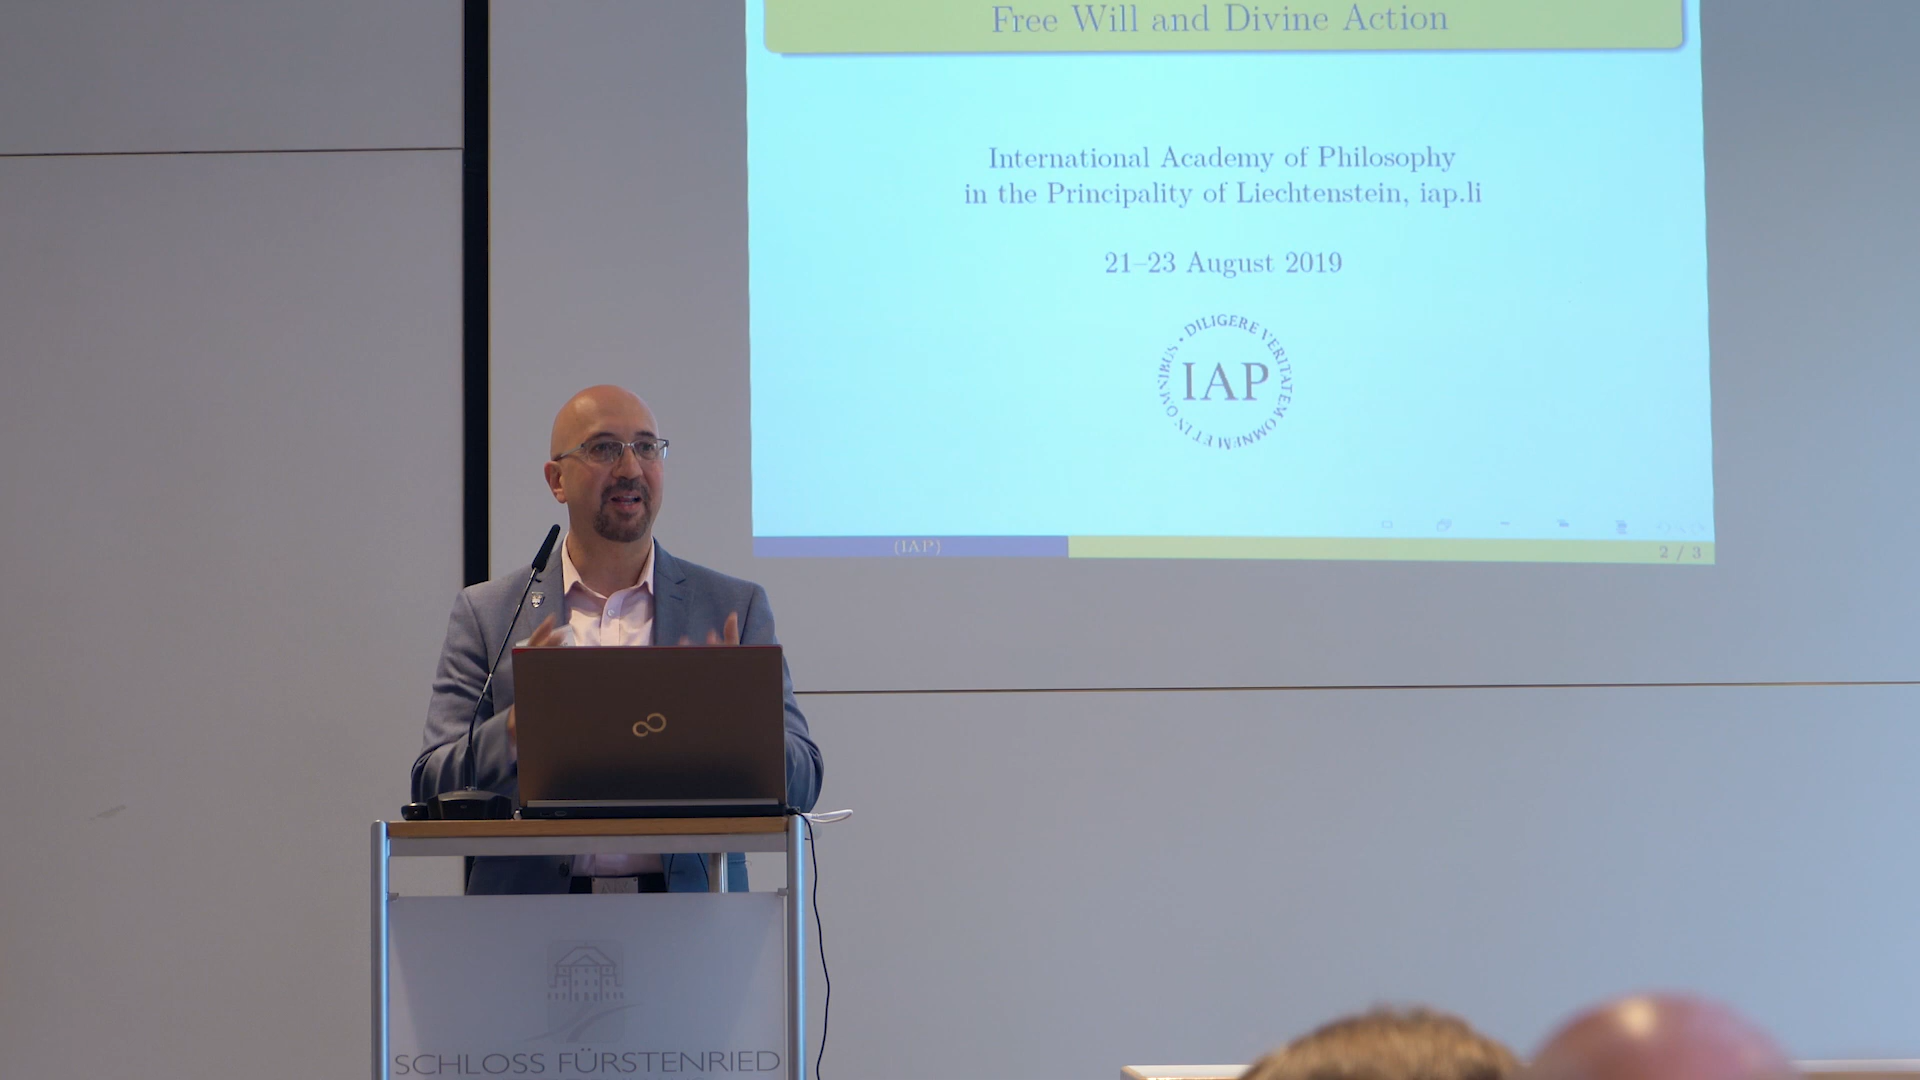 Free Will and Divine Action
International Academy of Philosophy
in the Principality of Liechtenstein, iap.li
21–23 August 2019
DILIGERE VERITATEM OMNEM ET IN OMNIBUS •
IAP
(IAP)
2 / 3
SCHLOSS FÜRSTENRIED